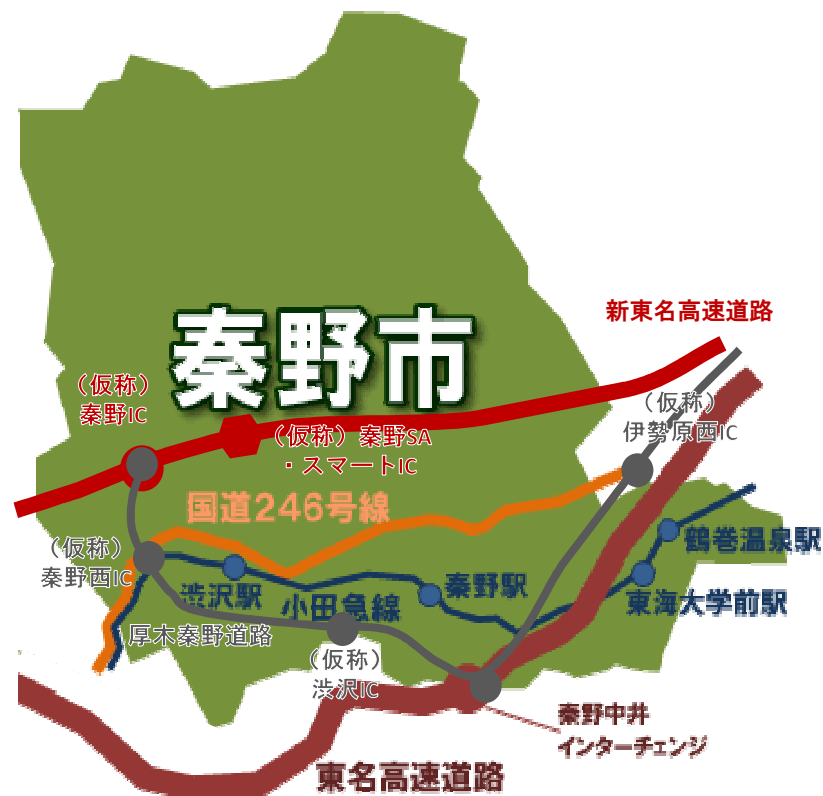 新東名高速道路
秦野市
(仮称)
秦野IC
(仮称)
伊勢原西IC
(仮称)秦野SA
・スマートIC
国道246号線
(仮称)
秦野西IC
鶴巻温泉駅
渋沢駅
秦野駅
小田急線
東海大学前駅
厚木秦野道路
(仮称)
渋沢IC
秦野中井
インターチェンジ
東名高速道路